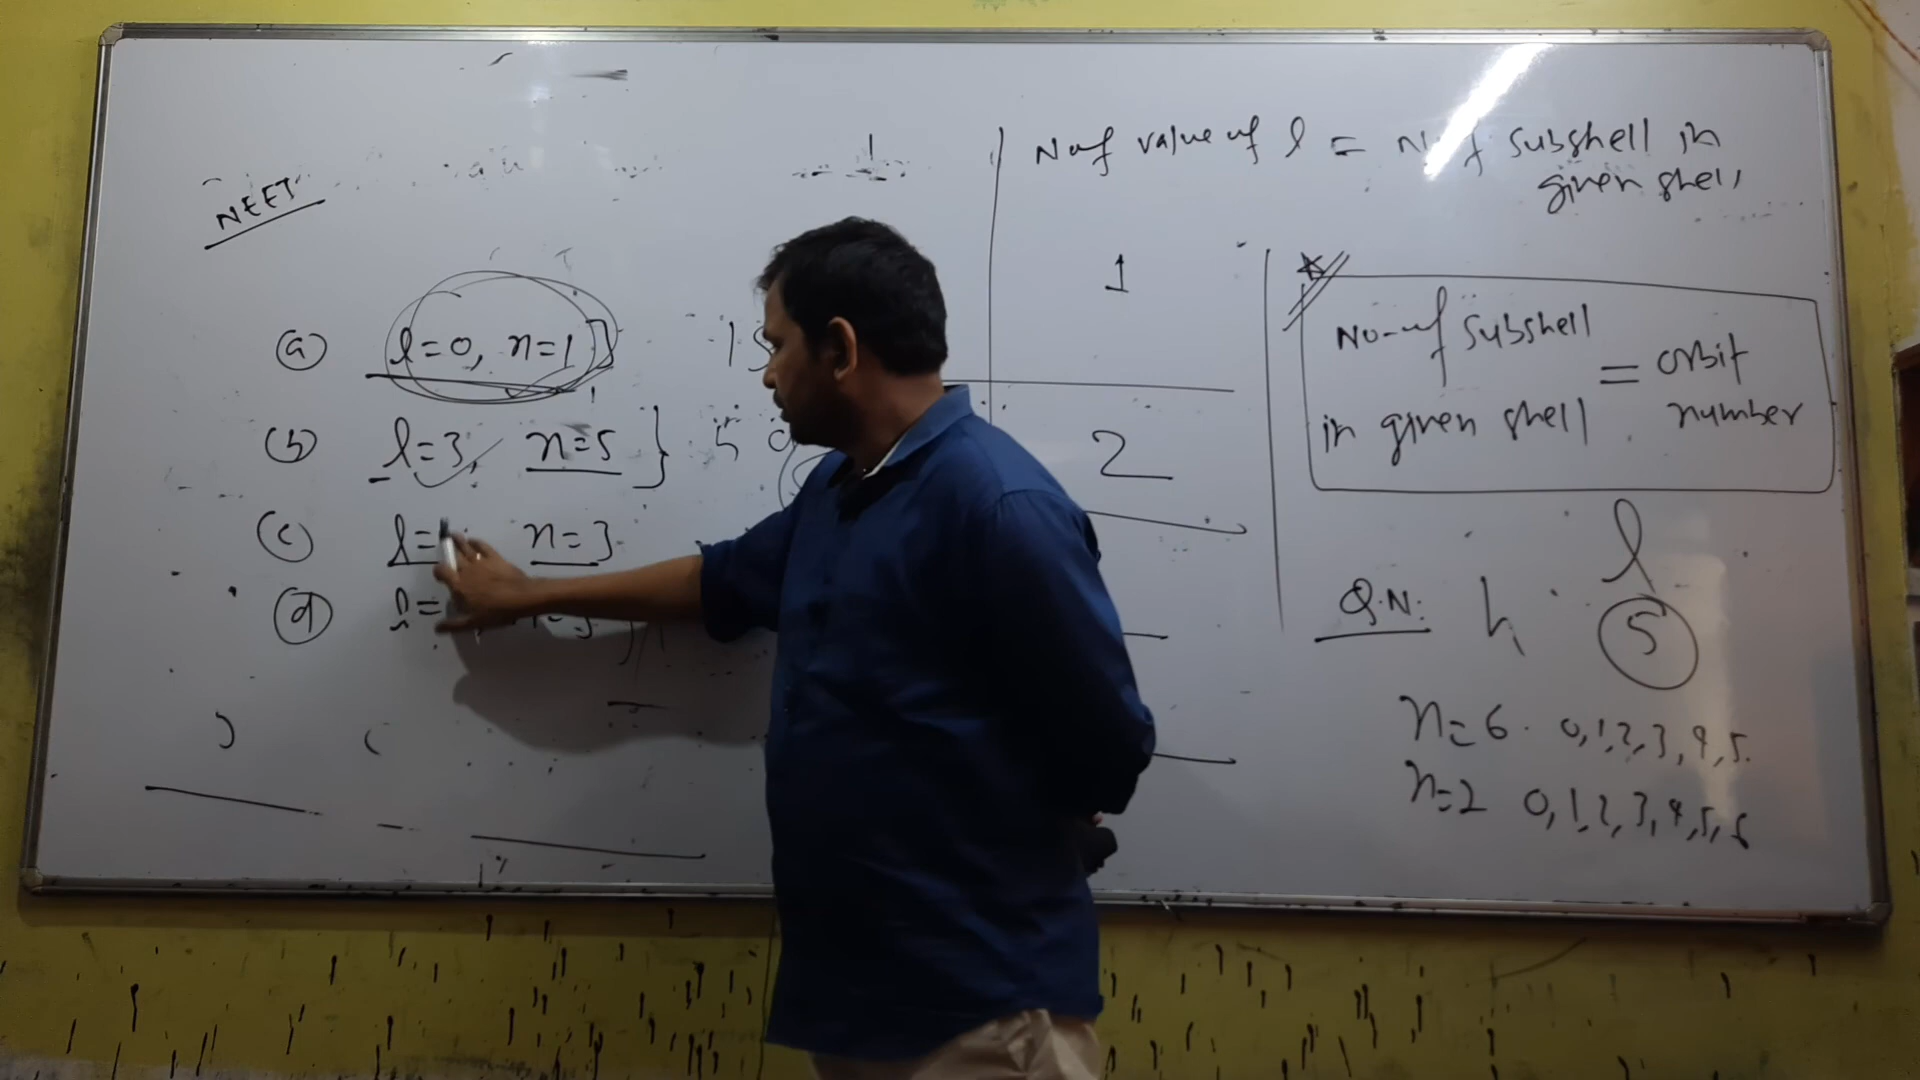 NEET
No of value of l = No of subshell in
given shell
1
(a) l=0, n=1}
(b) l=3, n=5} 5
2
(c) l= n=3
(d) l=
No-of subshell
in given shell = orbit
number
l
Q.N. h 5
n=6. 0,1,2,3,4,5.
n=2 0,1,2,3,4,5,6